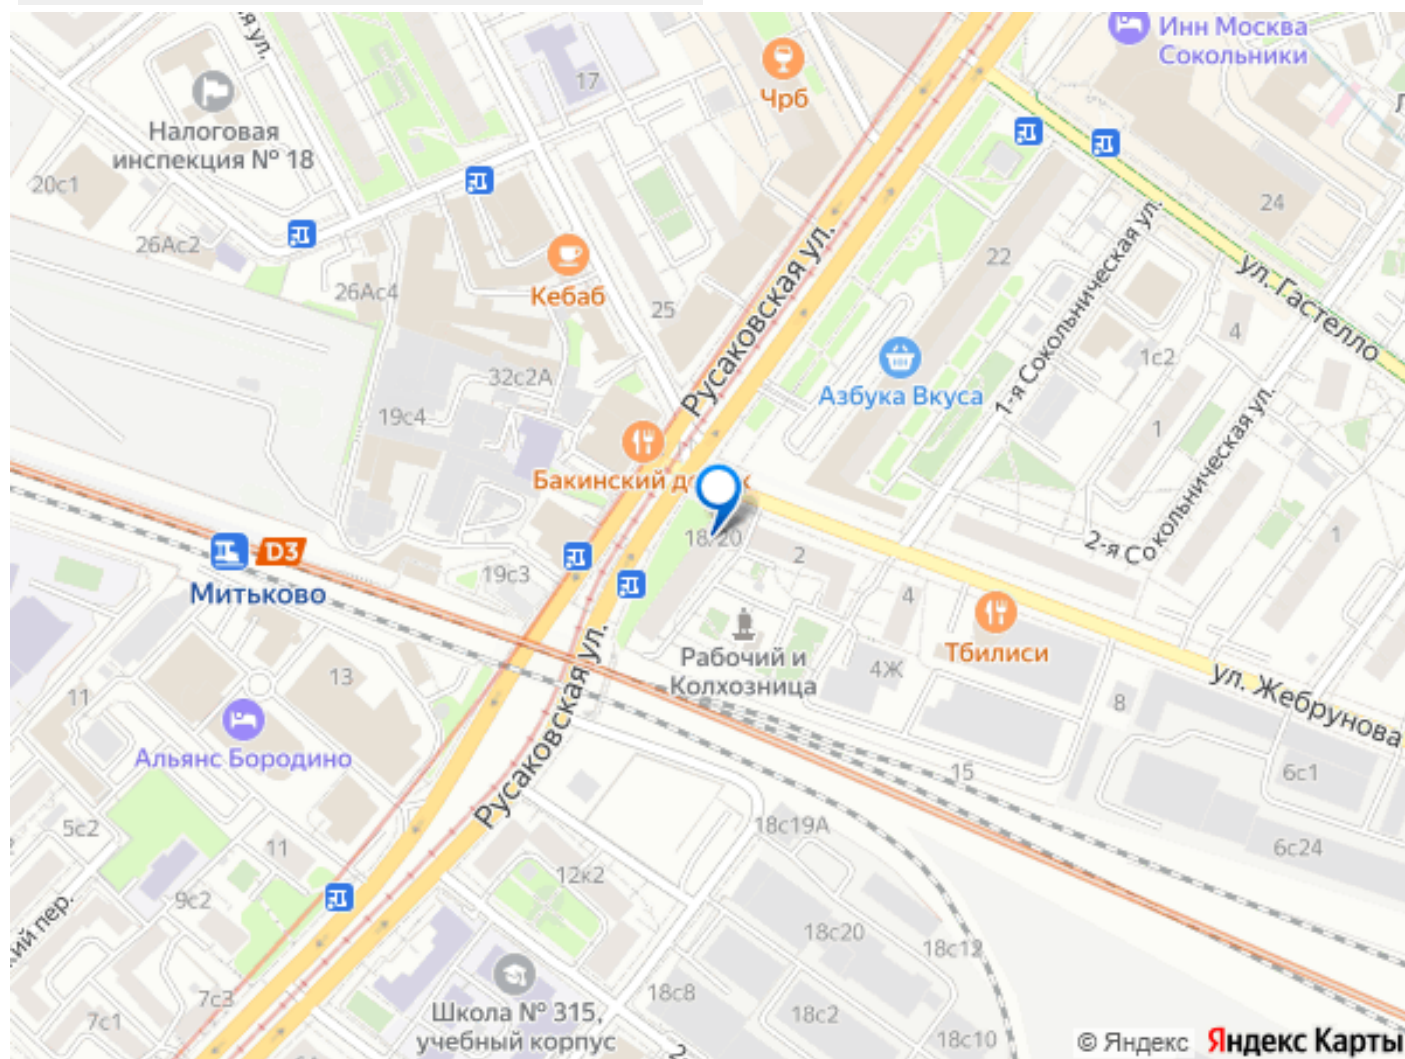 Инн Москва
Сокольники
Чрб
17
Налоговая
инспекция № 18
20с1
24
26Ас2
Русаковская ул.
1-я Сокольническая ул.
22
ул. Гастелло
26Ас4
Кебаб
25
4
1с2
32с2А
Азбука Вкуса
19с4
1
2-я Сокольническая ул.
Бакинский
D3
18/20
2
1
Митьково
19с3
4
Тбилиси
Рабочий и
Колхозница
4Ж
ул. Жебрунова
13
11
8
Альянс Бородино
Русаковская ул.
15
6с1
5с2
18с19А
11
6с24
12к2
9с2
18с20
18с12
7с3
Школа № 315,
учебный корпус
18с8
7с1
18с2
18с10
© Яндекс Яндекс Карты